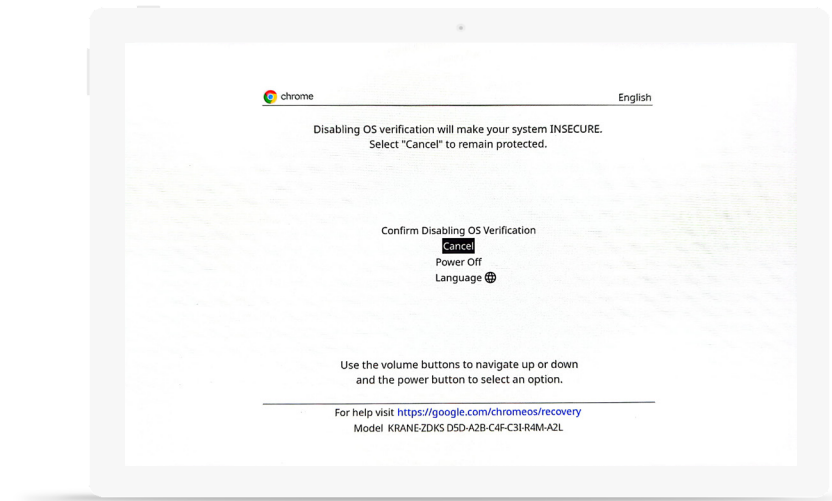 chrome
English
Disabling OS verification will make your system INSECURE.
Select "Cancel" to remain protected.
Confirm Disabling OS Verification
Cancel
Power Off
Language
Use the volume buttons to navigate up or down
and the power button to select an option.
For help visit https://google.com/chromeos/recovery
Model KRANE-ZDKS D5D-A2B-C4F-C3I-R4M-A2L